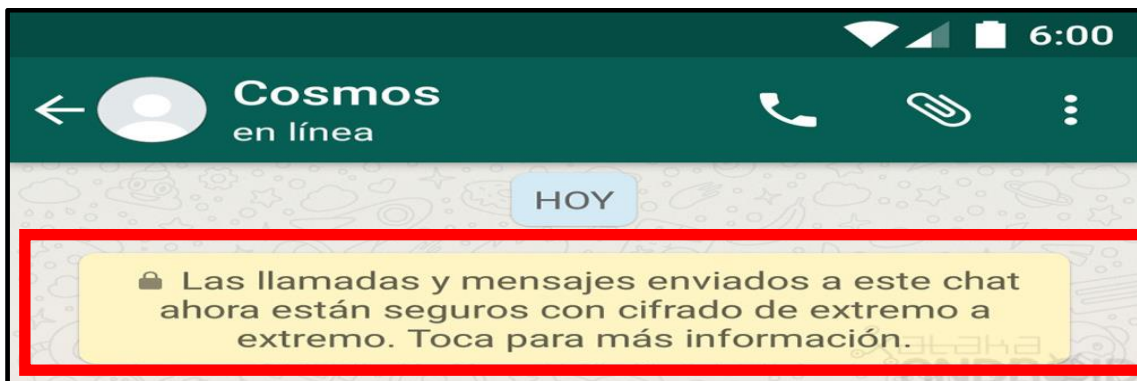 6:00
Cosmos
en línea
HOY
Las llamadas y mensajes enviados a este chat
ahora están seguros con cifrado de extremo a
extremo. Toca para más información.